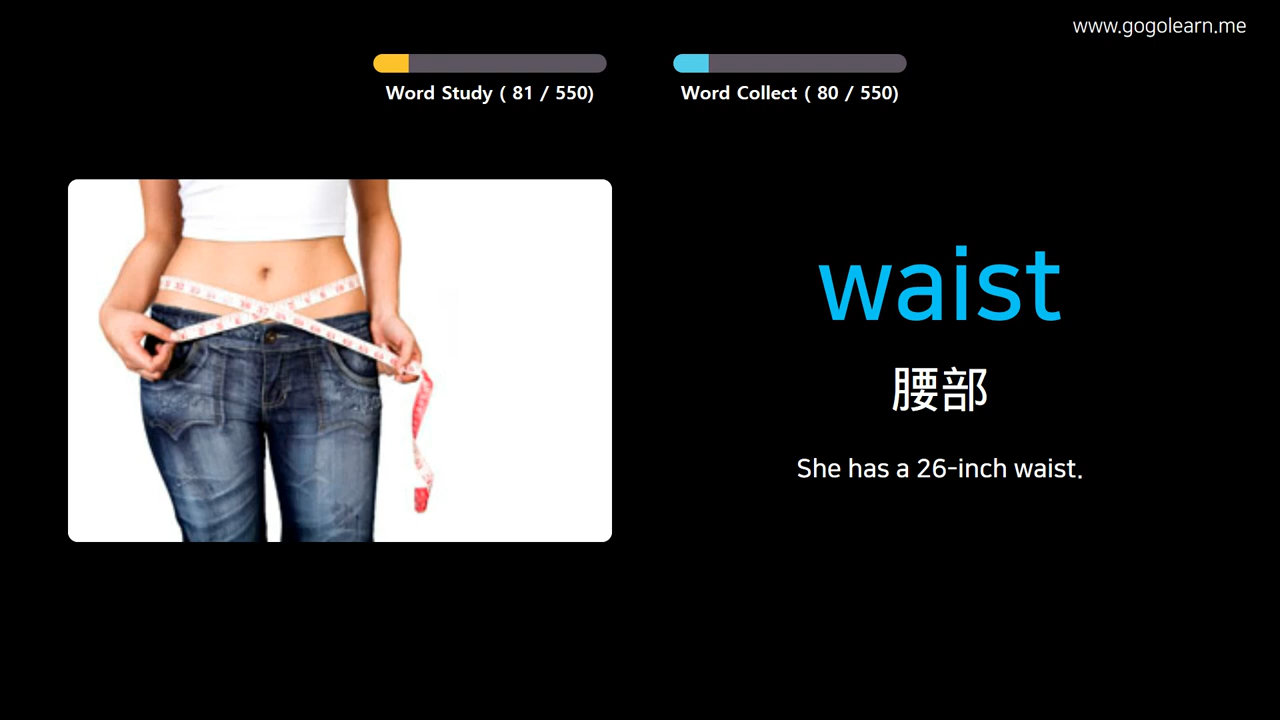 www.gogolearn.me
Word Study ( 81 / 550)
Word Collect ( 80 / 550)
waist
腰部
She has a 26-inch waist.